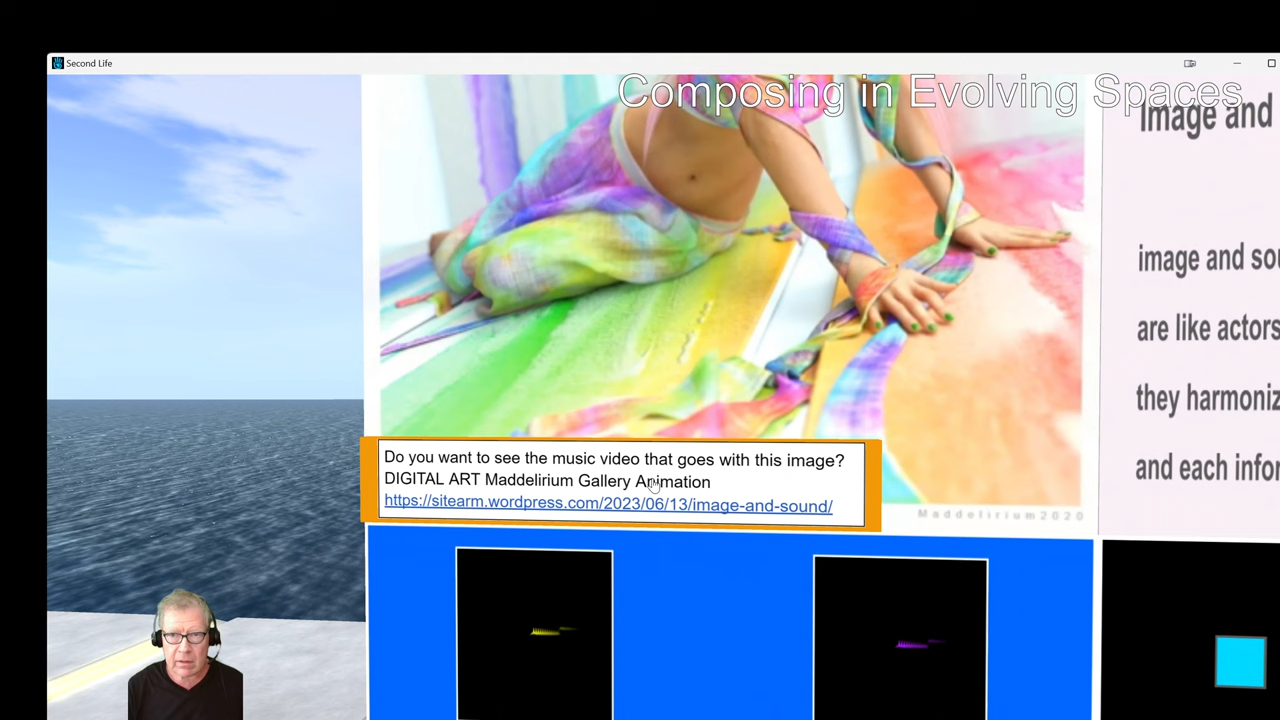 Second Life
Composing in Evolving Spaces
Image and
image and sou
are like actors
they harmoniz
and each infor
Do you want to see the music video that goes with this image?
DIGITAL ART Maddelirium Gallery Animation
https://sitearm.wordpress.com/2023/06/13/image-and-sound/
Maddelirium2020